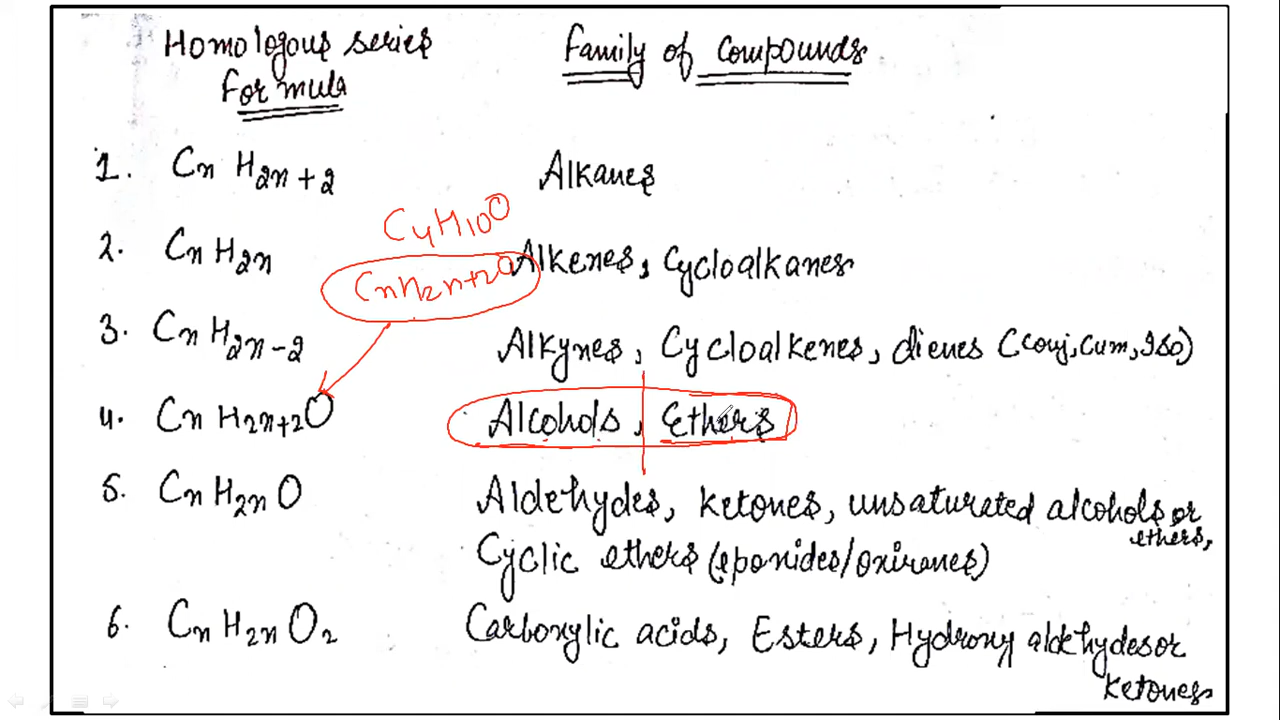 Homologous series Family of Compounds
Formula
1. CnH2n+2 Alkanes
C4H10O
2. CnH2n Alkenes, Cycloalkanes
CnH2n+2O
3. CnH2n-2 Alkynes, Cycloalkenes, dienes (Conj, Cum, Iso)
4. CnH2n+2O Alcohols, Ethers
5. CnH2nO Aldehydes, ketones, unsaturated alcohols or
ethers,
Cyclic ethers (epoxides/oxiranes)
6. CnH2nO2 Carboxylic acids, Esters, Hydroxy aldehydes or
ketones